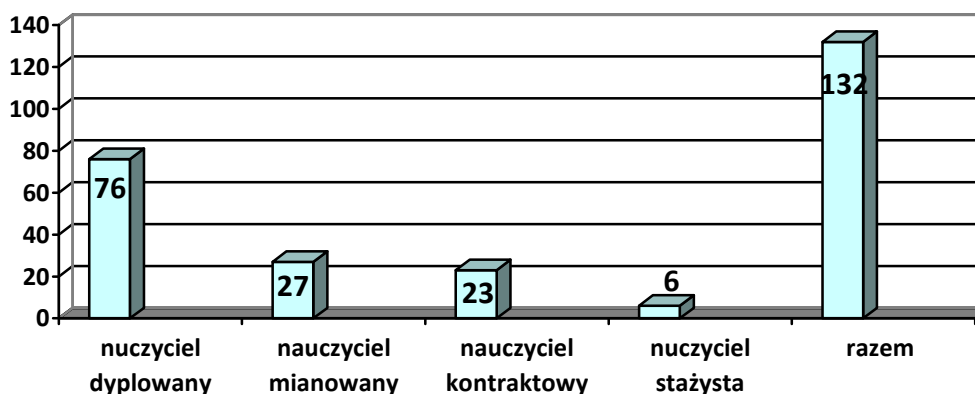 140
120
100
80
60
40
20
0
76
27
23
6
132
nuczyciel
dyplowany
nauczyciel
mianowany
nauczyciel
kontraktowy
nuczyciel
stażysta
razem